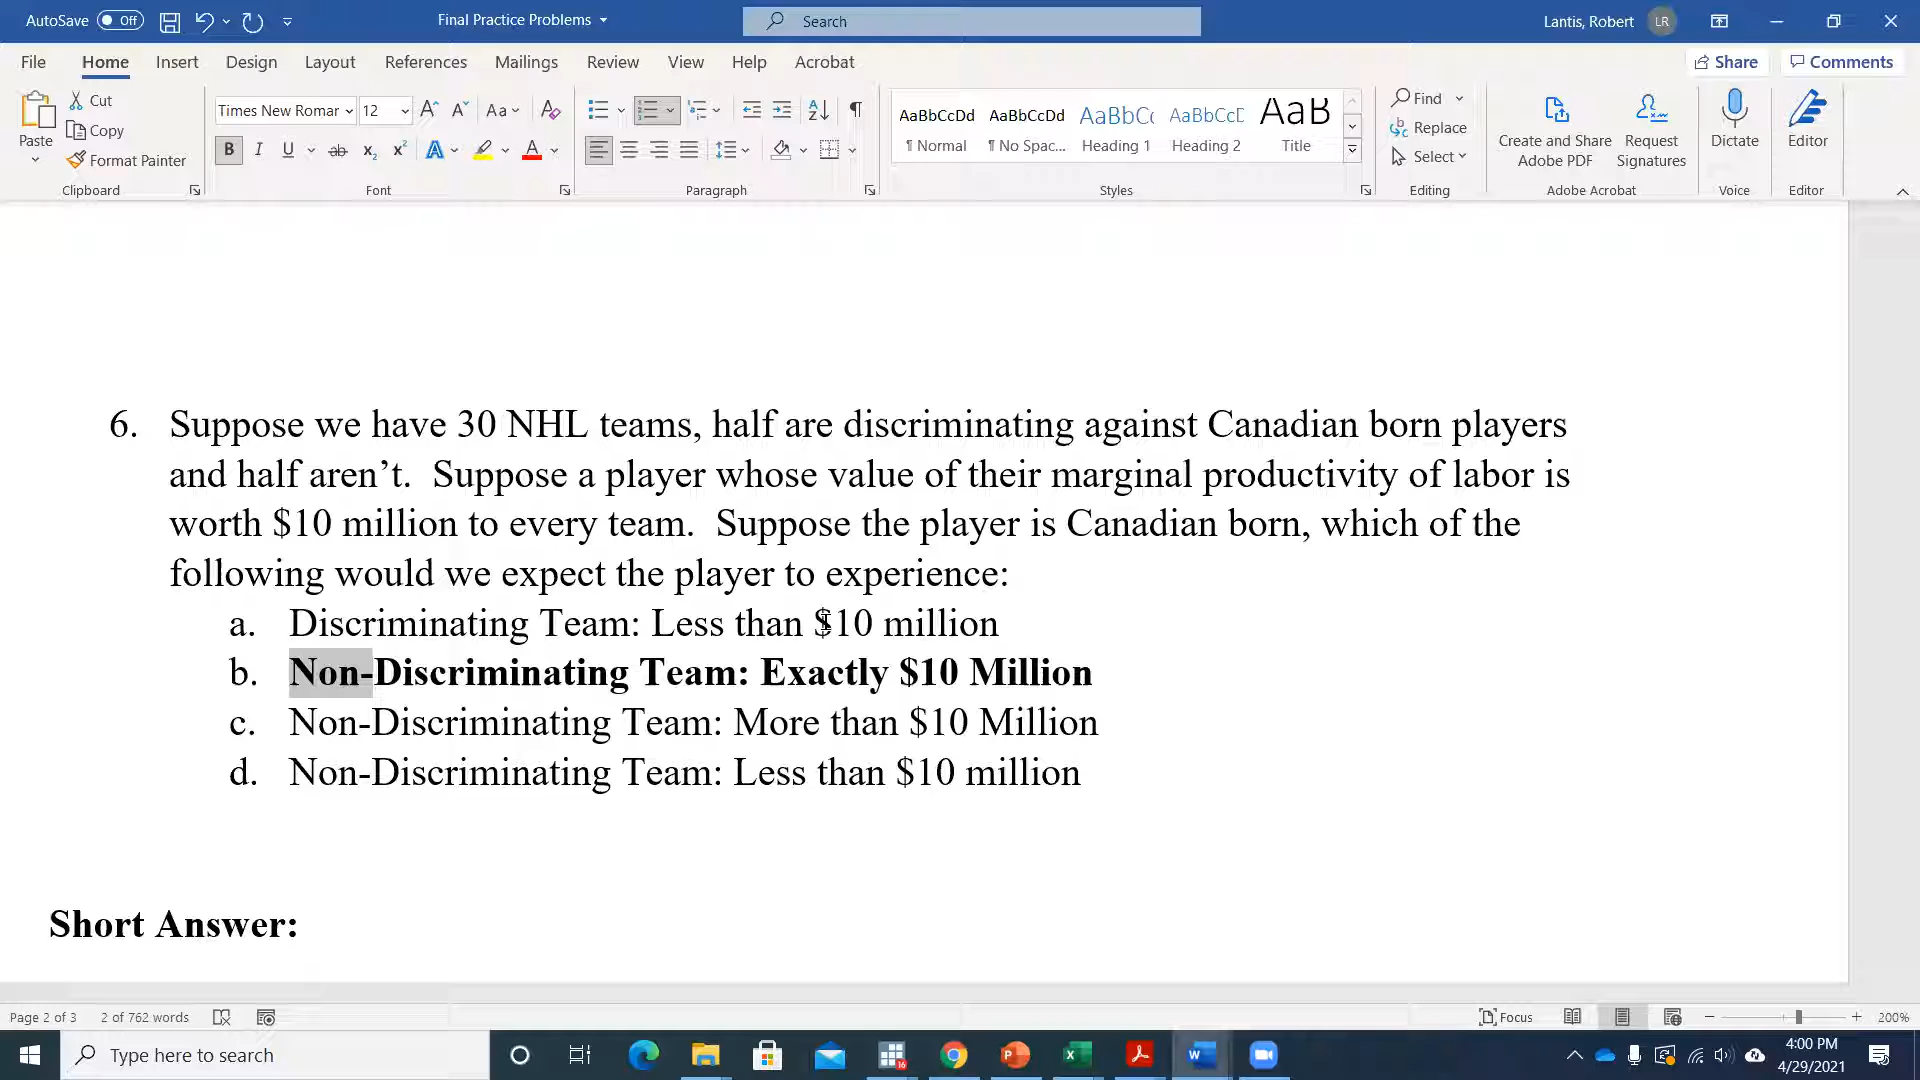 AutoSave Off Final Practice Problems Search Lantis, Robert LR
File Home Insert Design Layout References Mailings Review View Help Acrobat Share Comments
Paste Cut Copy Format Painter Clipboard
Times New Romar 12 Aa Font
Paragraph
AaBbCcDd AaBbCcDd AaBbCc AaBbCcE AaB
¶ Normal ¶ No Spac... Heading 1 Heading 2 Title
Styles
Find Replace Select Editing
Create and Share Adobe PDF Request Signatures Adobe Acrobat
Dictate Voice
Editor Editor
6. Suppose we have 30 NHL teams, half are discriminating against Canadian born players
and half aren’t. Suppose a player whose value of their marginal productivity of labor is
worth $10 million to every team. Suppose the player is Canadian born, which of the
following would we expect the player to experience:
a. Discriminating Team: Less than $10 million
b. Non-Discriminating Team: Exactly $10 Million
c. Non-Discriminating Team: More than $10 Million
d. Non-Discriminating Team: Less than $10 million
Short Answer:
Page 2 of 3 2 of 762 words Focus 200%
Type here to search 4:00 PM
4/29/2021